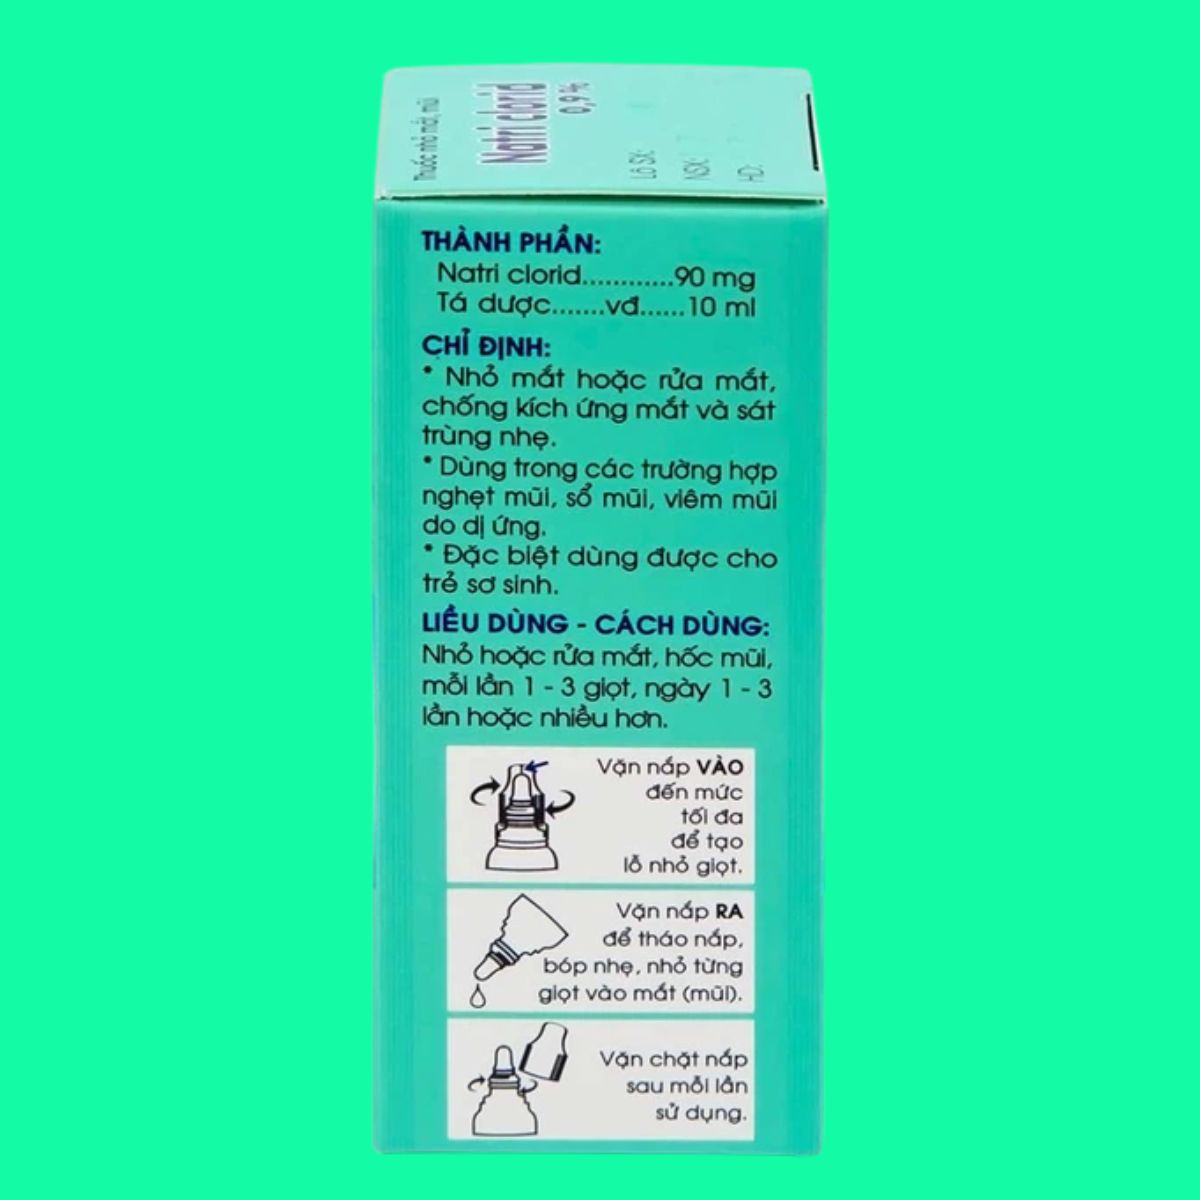 Thuốc nhỏ mắt, mũi
Natri clorid
0,9%
Lô SX:
NSX:
HD:
THÀNH PHẦN:
Natri clorid............90 mg
Tá dược.......vđ......10 ml
CHỈ ĐỊNH:
* Nhỏ mắt hoặc rửa mắt,
chống kích ứng mắt và sát
trùng nhẹ.
* Dùng trong các trường hợp
nghẹt mũi, sổ mũi, viêm mũi
do dị ứng.
* Đặc biệt dùng được cho
trẻ sơ sinh.
LIỀU DÙNG - CÁCH DÙNG:
Nhỏ hoặc rửa mắt, hốc mũi,
mỗi lần 1 - 3 giọt, ngày 1 - 3
lần hoặc nhiều hơn.
Vặn nắp VÀO
đến mức
tối đa
để tạo
lỗ nhỏ giọt.
Vặn nắp RA
để tháo nắp,
bóp nhẹ, nhỏ từng
giọt vào mắt (mũi).
Vặn chặt nắp
sau mỗi lần
sử dụng.